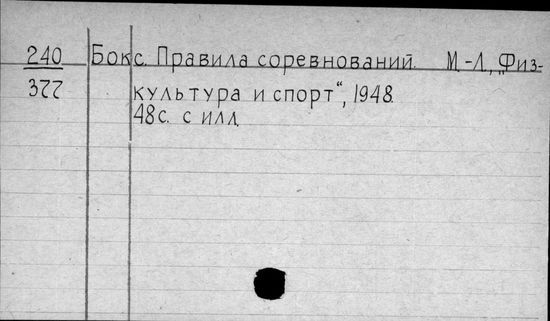 240 Бокс. Правила соревнований. М.-Л., „Физ-
377 культура и спорт“, 1948.
48с. с илл.